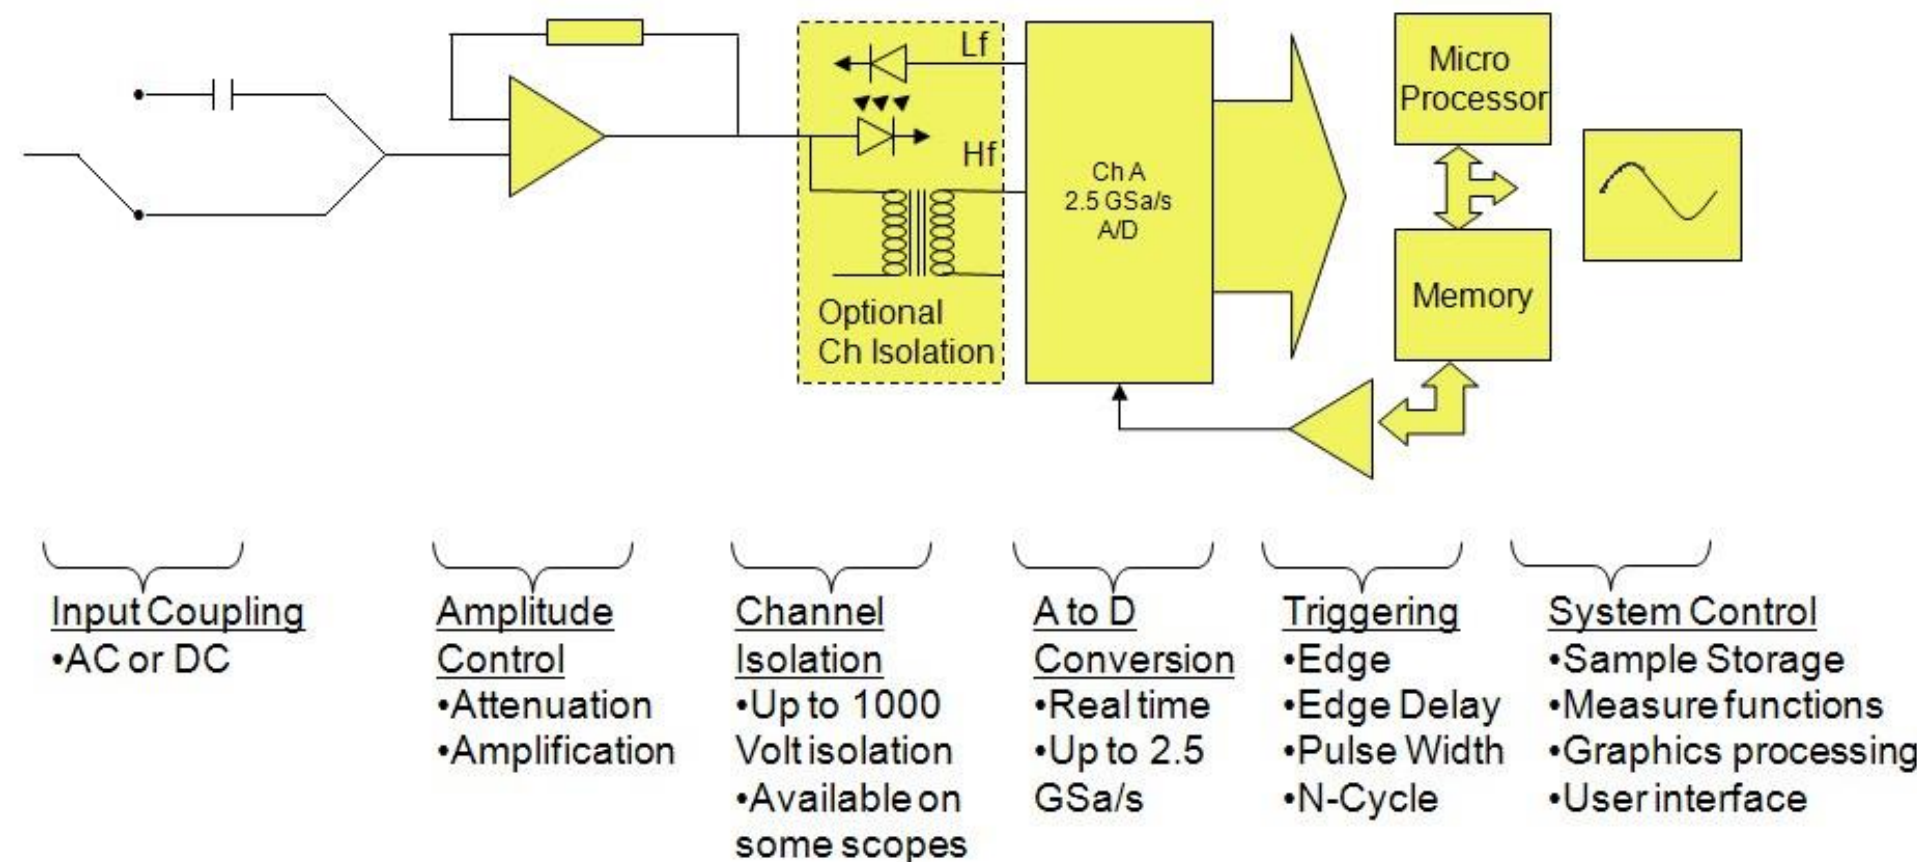 Lf
Hf
Optional
Ch Isolation
Ch A
2.5 GSa/s
A/D
Micro
Processor
Memory
Input Coupling
•AC or DC
Amplitude
Control
•Attenuation
•Amplification
Channel
Isolation
•Up to 1000
Volt isolation
•Available on
some scopes
A to D
Conversion
•Real time
•Up to 2.5
GSa/s
Triggering
•Edge
•Edge Delay
•Pulse Width
•N-Cycle
System Control
•Sample Storage
•Measure functions
•Graphics processing
•User interface